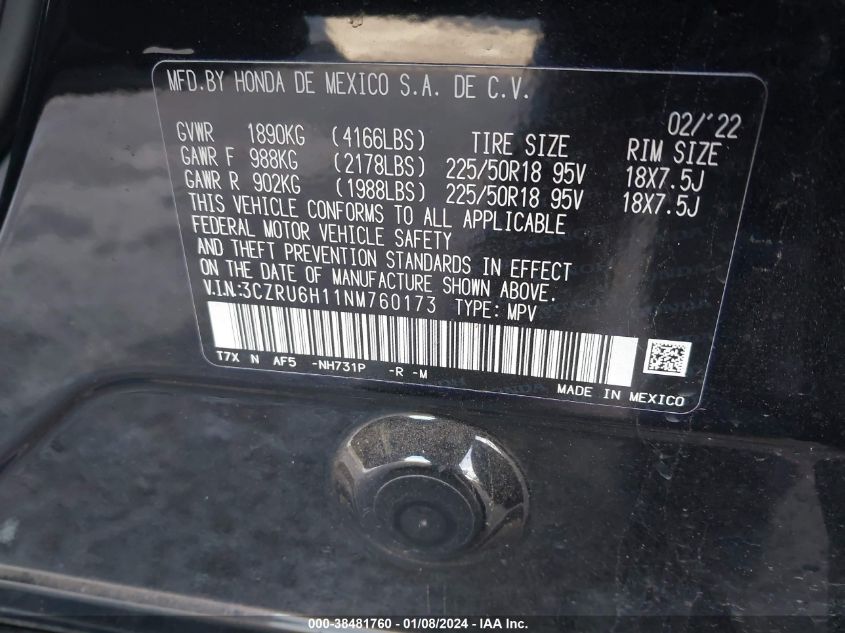 MFD.BY HONDA DE MEXICO S.A. DE C.V.
02/'22
GVWR 1890KG (4166LBS) TIRE SIZE RIM SIZE
GAWR F 988KG (2178LBS) 225/50R18 95V 18X7.5J
GAWR R 902KG (1988LBS) 225/50R18 95V 18X7.5J
THIS VEHICLE CONFORMS TO ALL APPLICABLE
FEDERAL MOTOR VEHICLE SAFETY
AND THEFT PREVENTION STANDARDS IN EFFECT
ON THE DATE OF MANUFACTURE SHOWN ABOVE.
V.I.N:3CZRU6H11NM760173 TYPE: MPV
T7X N AF5 -NH731P -R -M
MADE IN MEXICO
000-38481760 - 01/08/2024 - IAA Inc.